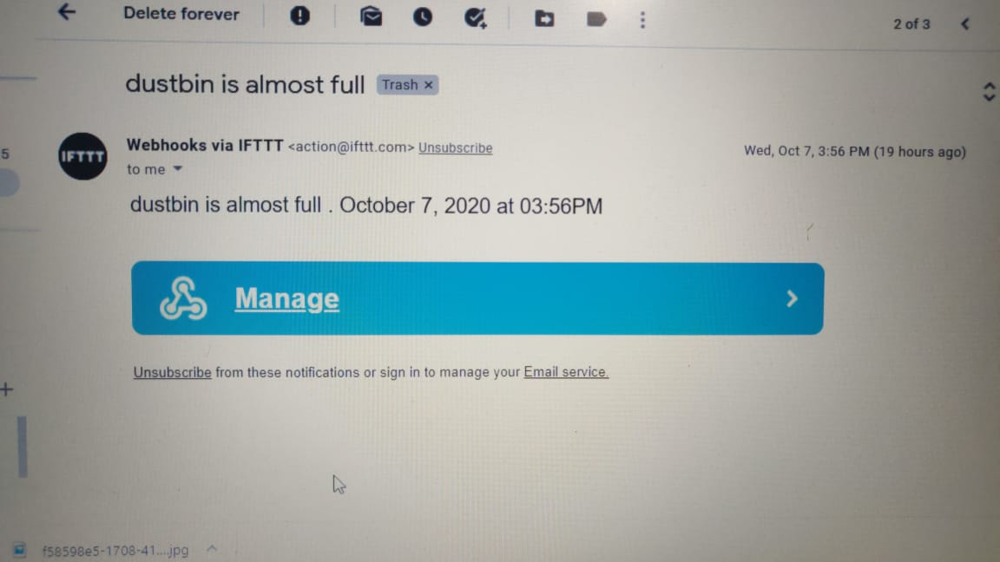 Delete forever
2 of 3
dustbin is almost full Trash ×
IFTTT
Webhooks via IFTTT <action@ifttt.com> Unsubscribe
Wed, Oct 7, 3:56 PM (19 hours ago)
5
to me
dustbin is almost full . October 7, 2020 at 03:56PM
Manage
Unsubscribe from these notifications or sign in to manage your Email service.
f58598e5-1708-41....jpg